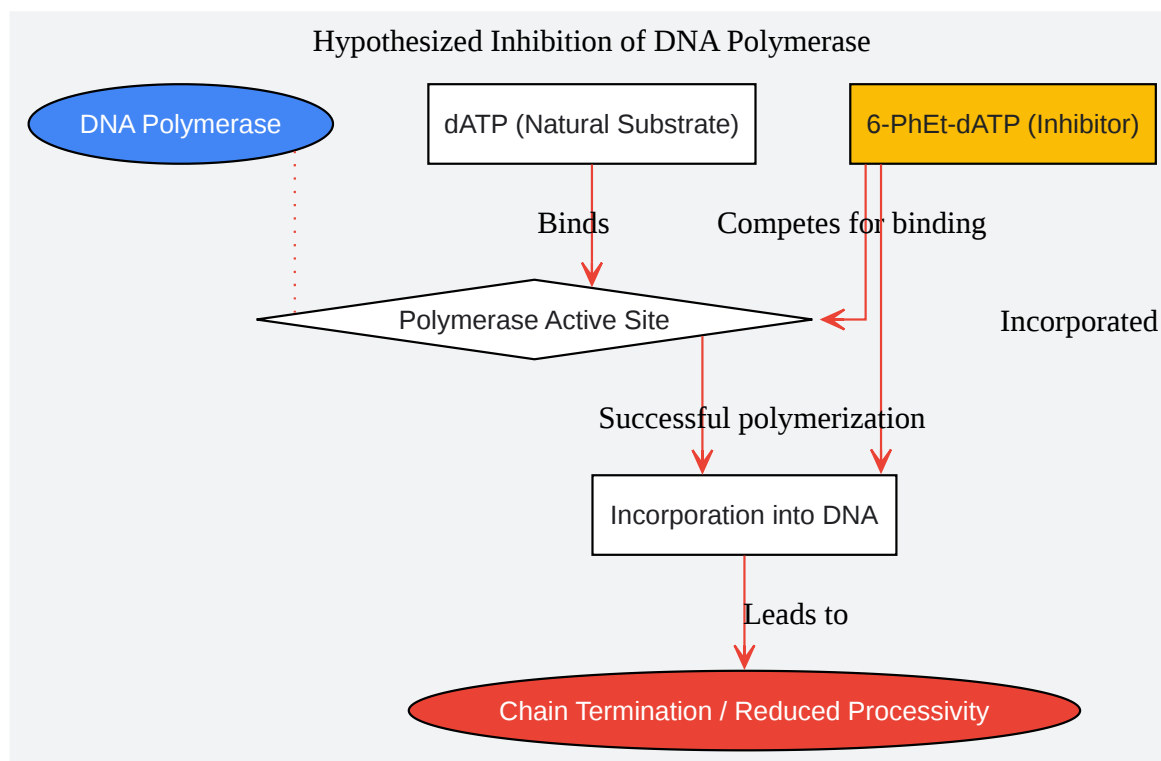 Hypothesized Inhibition of DNA Polymerase
DNA Polymerase
dATP (Natural Substrate)
6-PhEt-dATP (Inhibitor)
Binds
Competes for binding
Polymerase Active Site
Incorporated
Successful polymerization
Incorporation into DNA
Leads to
Chain Termination / Reduced Processivity